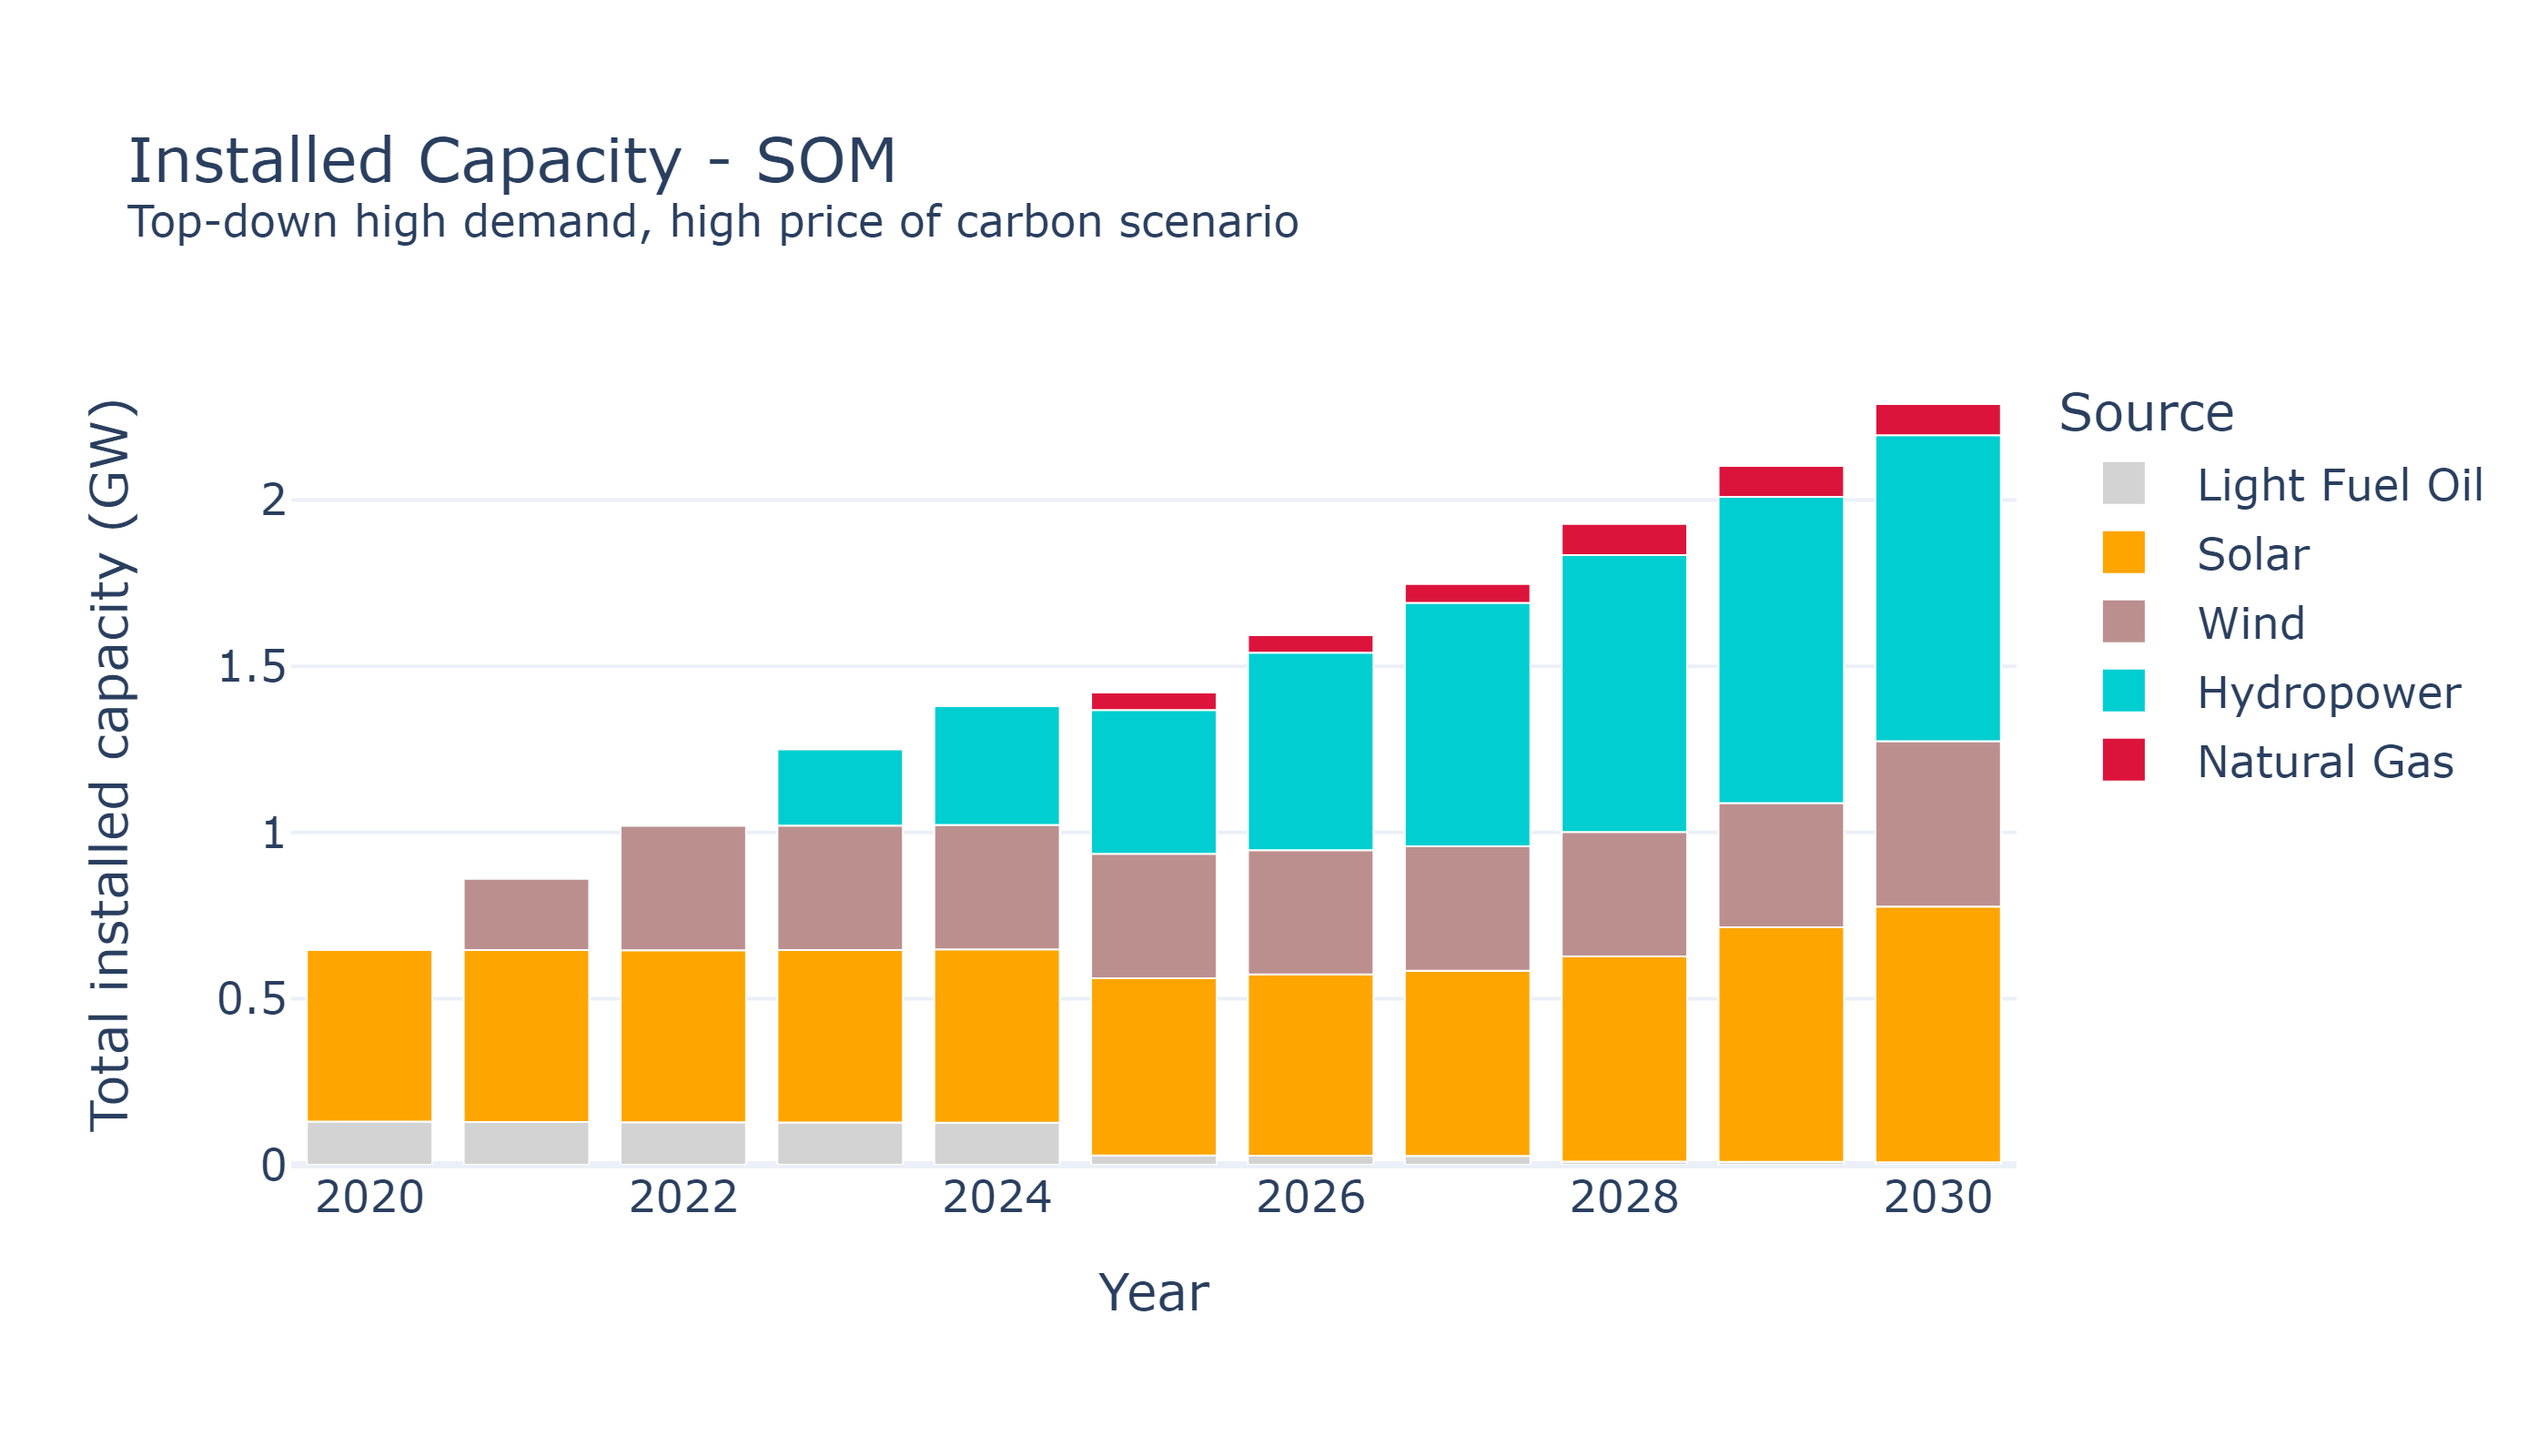 Installed Capacity - SOM
Top-down high demand, high price of carbon scenario
Total installed capacity (GW)
2
1.5
1
0.5
0
2020 2022 2024 2026 2028 2030
Year
Source
Light Fuel Oil
Solar
Wind
Hydropower
Natural Gas